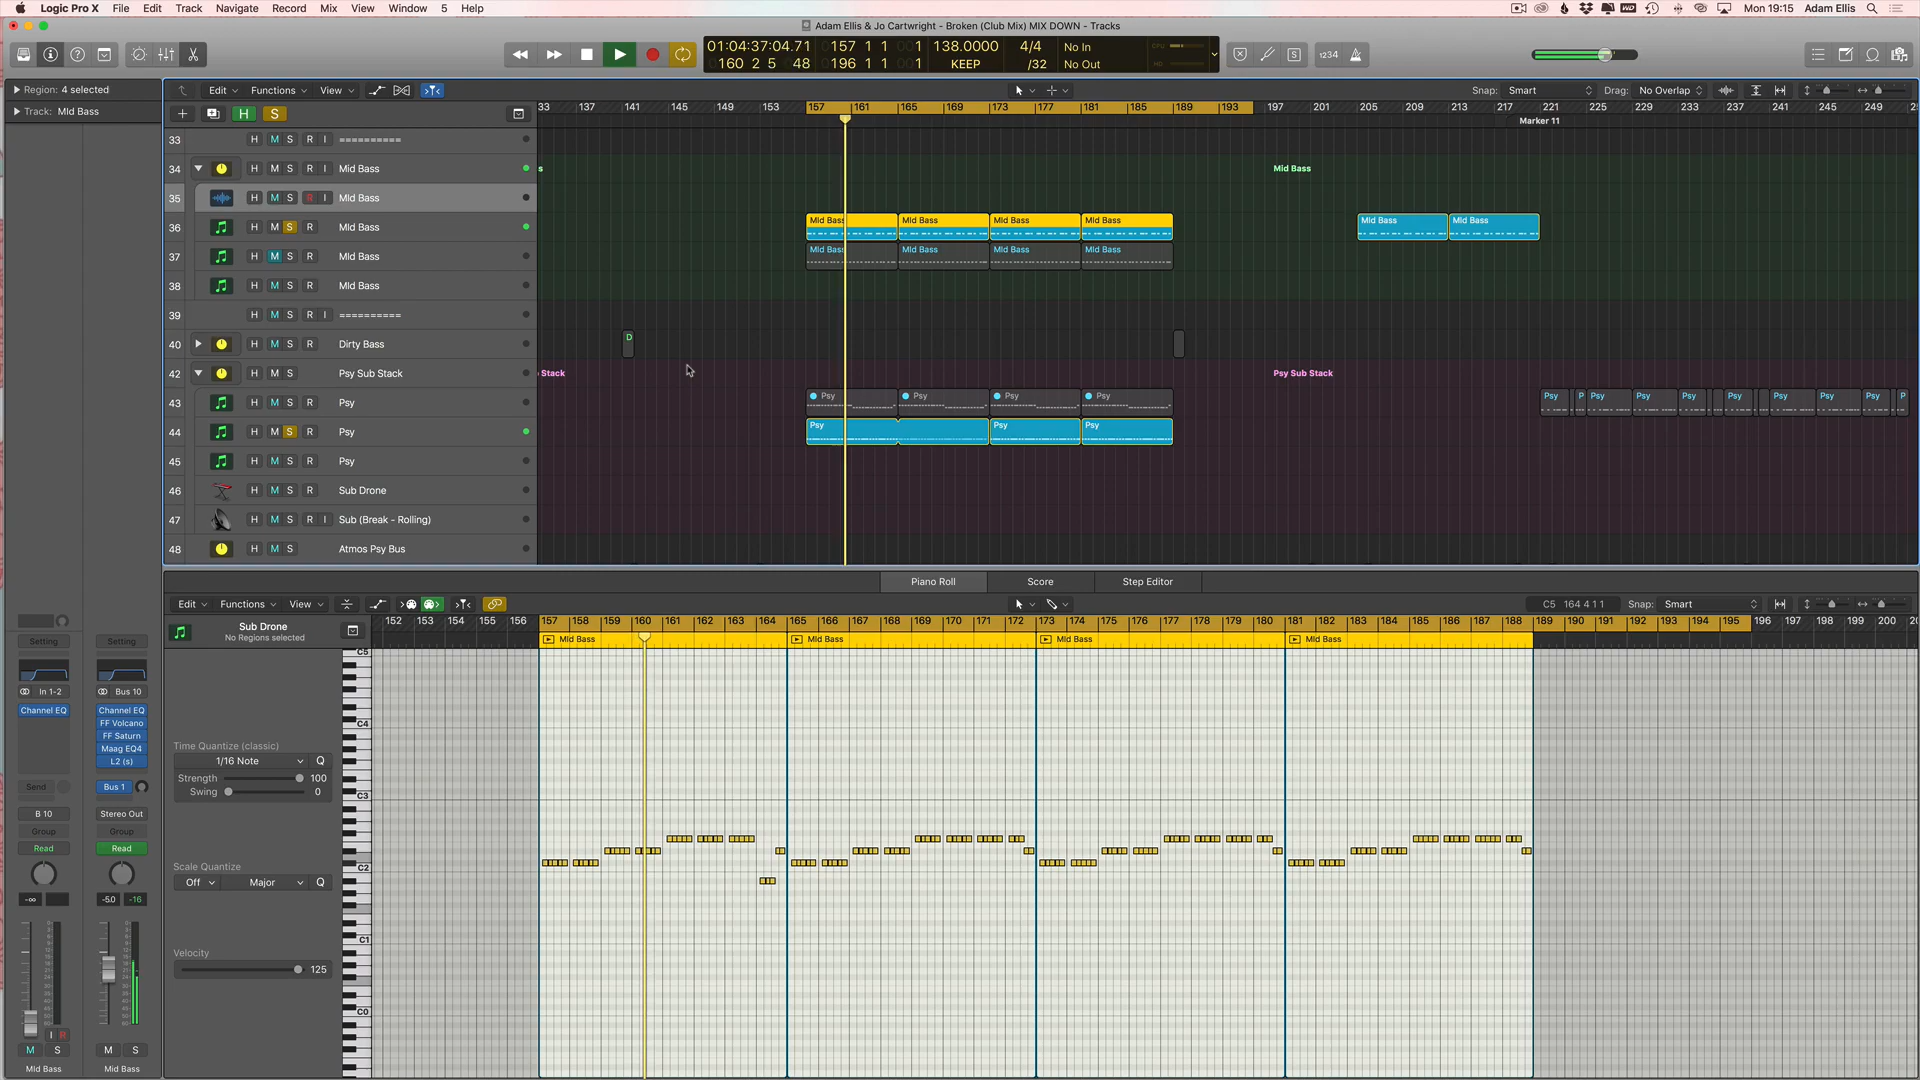 Logic Pro X File Edit Track Navigate Record Mix MIDI View Window 5 Help Mon 19:15 Adam Ellis
Adam Ellis & Jo Cartwright - Broken (Club Mix) MIX DOWN - Tracks
01:04:37:04.71 157 1 1 001 138.0000 4/4 No In
160 2 5 48 196 1 1 001 KEEP /32 No Out
1234
Region: 4 selected
Track: MId Bass
Edit Functions View Snap: Smart Drag: No Overlap
H S
33 137 141 145 149 153 157 161 165 169 173 177 181 185 189 193 197 201 205 209 213 217 221 225 229 233 237 241 245 249
Marker 11
33 H M S R I ==========
34 H M S R I Mid Bass s Mid Bass
35 H M S R I MId Bass
36 H M S R MId Bass MId Bass MId Bass MId Bass MId Bass MId Bass MId Bass
37 H M S R MId Bass MId Bass MId Bass MId Bass MId Bass
38 H M S R MId Bass
39 H M S R I ==========
40 H M S R Dirty Bass D
42 H M S Psy Sub Stack Stack Psy Sub Stack
43 H M S R Psy Psy Psy Psy Psy Psy P Psy Psy Psy Psy Psy Psy Psy P
44 H M S R Psy Psy Psy Psy
45 H M S R Psy
46 H M S R Sub Drone
47 H M S R I Sub (Break - Rolling)
48 H M S Atmos Psy Bus
Piano Roll Score Step Editor
Edit Functions View C5 164 4 1 1 Snap: Smart
Sub Drone
No Regions selected
152 153 154 155 156 157 158 159 160 161 162 163 164 165 166 167 168 169 170 171 172 173 174 175 176 177 178 179 180 181 182 183 184 185 186 187 188 189 190 191 192 193 194 195 196 197 198 199 200
MId Bass MId Bass MId Bass MId Bass
C5
C4
C3
C2
C1
C0
Time Quantize (classic)
1/16 Note Q
Strength 100
Swing 0
Scale Quantize
Off Major Q
Velocity
125
Setting Setting
In 1-2 Bus 10
Channel EQ Channel EQ
FF Volcano
FF Saturn
Maag EQ4
L2 (s)
Send Bus 1
B 10 Stereo Out
Group Group
Read Read
-∞ -5.0 -16
I R
M S M S
MId Bass MId Bass